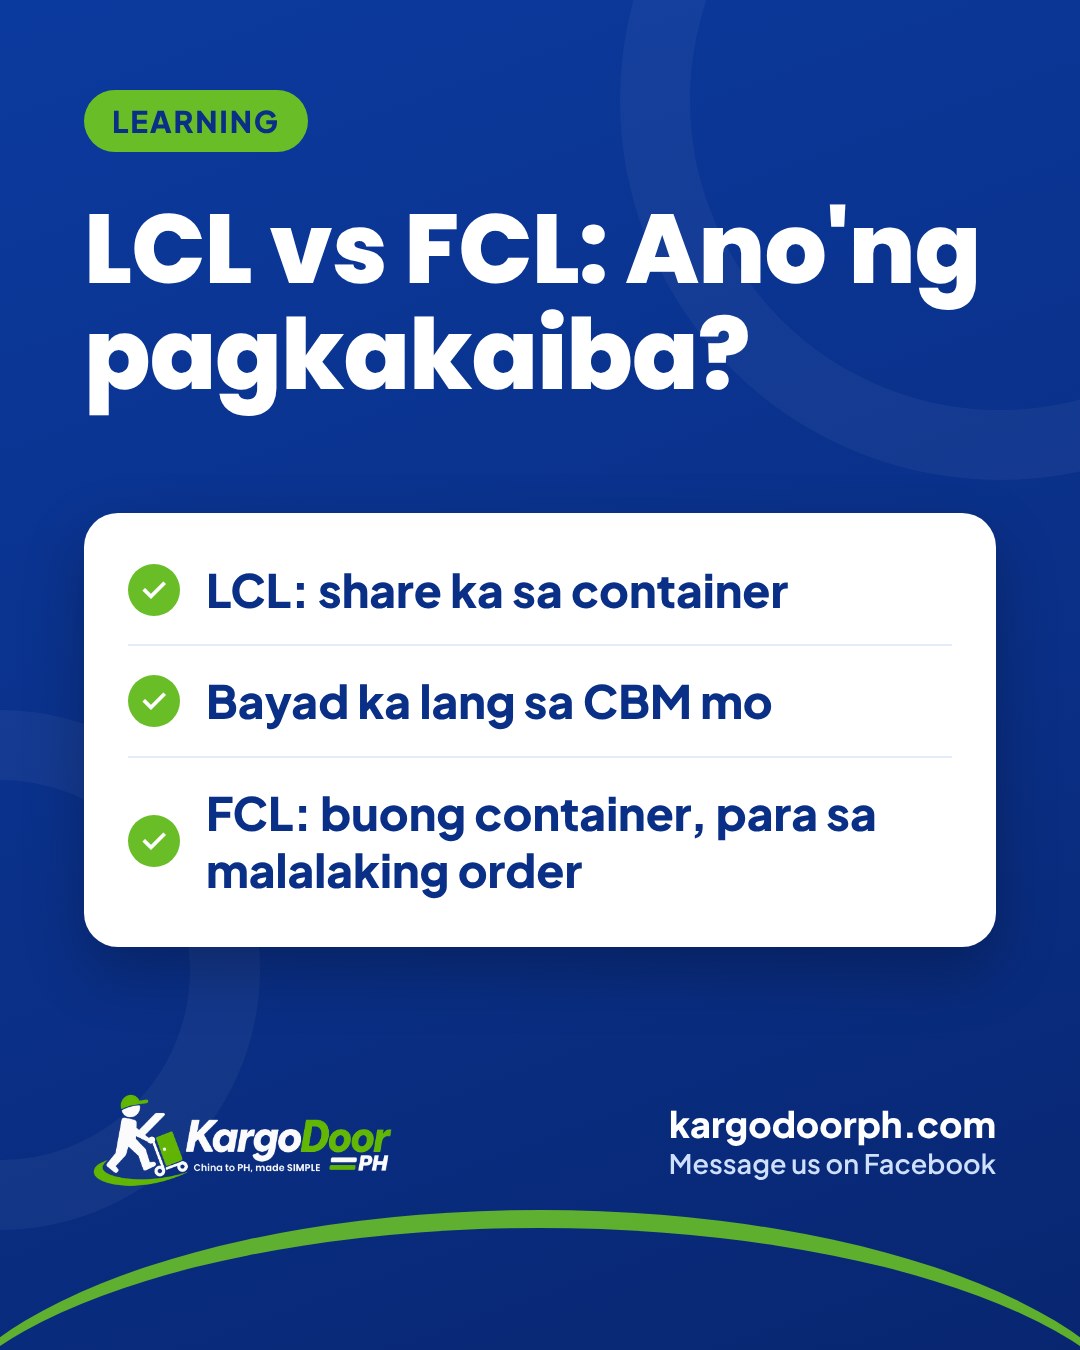 LEARNING
LCL vs FCL: Ano'ng
pagkakaiba?
LCL: share ka sa container
Bayad ka lang sa CBM mo
FCL: buong container, para sa
malalaking order
KargoDoor
China to PH, made SIMPLE
PH
kargodoorph.com
Message us on Facebook